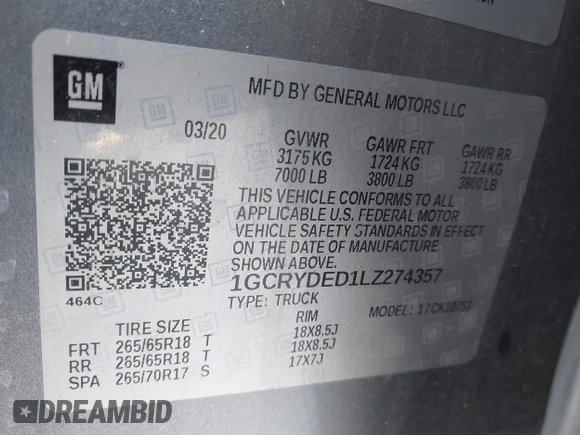 GM
MFD BY GENERAL MOTORS LLC
03/20 GVWR GAWR FRT GAWR RR
3175 KG 1724 KG 1724 KG
7000 LB 3800 LB 3800 LB
THIS VEHICLE CONFORMS TO ALL
APPLICABLE U.S. FEDERAL MOTOR
VEHICLE SAFETY STANDARDS IN EFFECT
ON THE DATE OF MANUFACTURE
SHOWN ABOVE.
1GCRYDED1LZ274357
464C TYPE: TRUCK MODEL: 17CK10753
TIRE SIZE RIM
FRT 265/65R18 T 18X8.5J
RR 265/65R18 T 18X8.5J
SPA 265/70R17 S 17X7J
DREAMBID